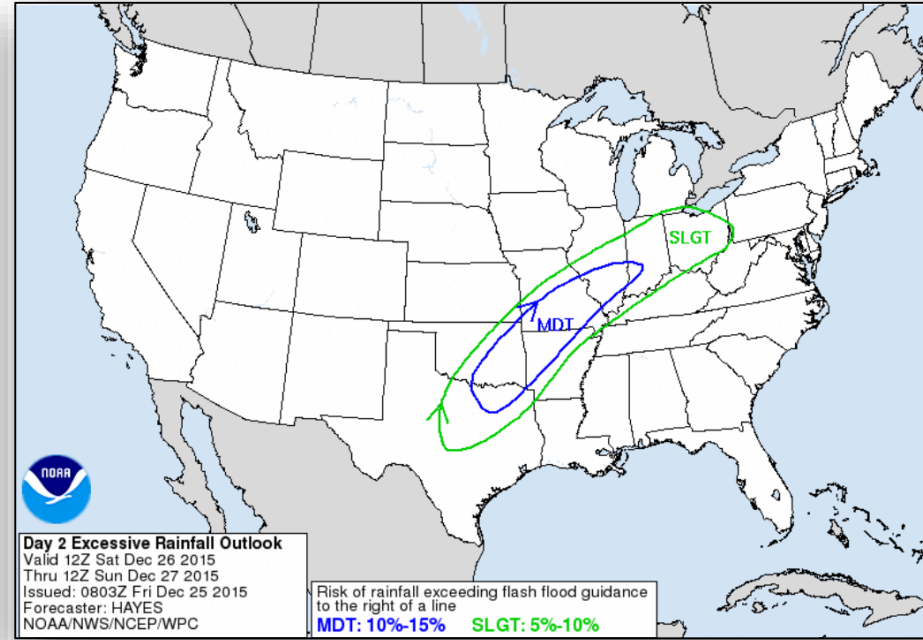 SLGT
MDT
NOAA
Day 2 Excessive Rainfall Outlook
Valid 12Z Sat Dec 26 2015
Thru 12Z Sun Dec 27 2015
Issued: 0803Z Fri Dec 25 2015
Forecaster: HAYES
NOAA/NWS/NCEP/WPC
Risk of rainfall exceeding flash flood guidance
to the right of a line
MDT: 10%-15% SLGT: 5%-10%